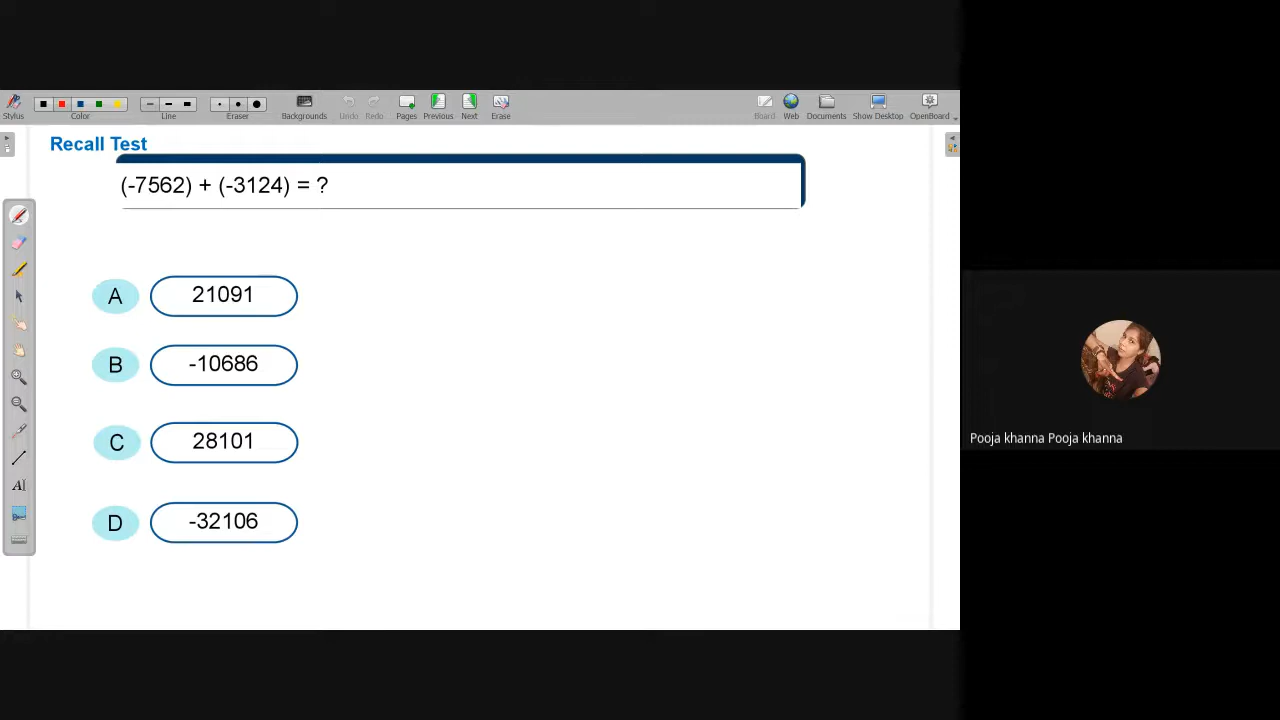 Stylus
Color
Line
Eraser
Backgrounds
Undo
Redo
Pages
Previous
Next
Erase
Board
Web
Documents
Show Desktop
OpenBoard
Recall Test
(-7562) + (-3124) = ?
A 21091
B -10686
C 28101
D -32106
Pooja khanna Pooja khanna